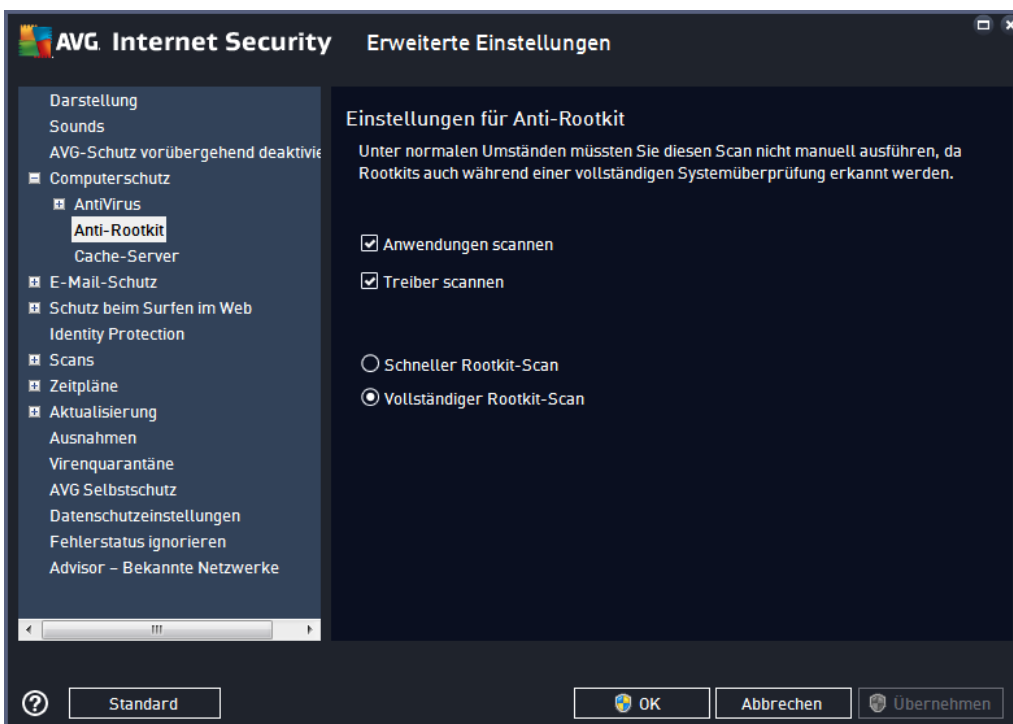 AVG. Internet Security Erweiterte Einstellungen
Darstellung
Sounds
AVG-Schutz vorübergehend deaktivie
Computerschutz
AntiVirus
Anti-Rootkit
Cache-Server
E-Mail-Schutz
Schutz beim Surfen im Web
Identity Protection
Scans
Zeitpläne
Aktualisierung
Ausnahmen
Virenquarantäne
AVG Selbstschutz
Datenschutzeinstellungen
Fehlerstatus ignorieren
Advisor – Bekannte Netzwerke
Einstellungen für Anti-Rootkit
Unter normalen Umständen müssten Sie diesen Scan nicht manuell ausführen, da
Rootkits auch während einer vollständigen Systemüberprüfung erkannt werden.
Anwendungen scannen
Treiber scannen
Schneller Rootkit-Scan
Vollständiger Rootkit-Scan
? Standard OK Abbrechen Übernehmen